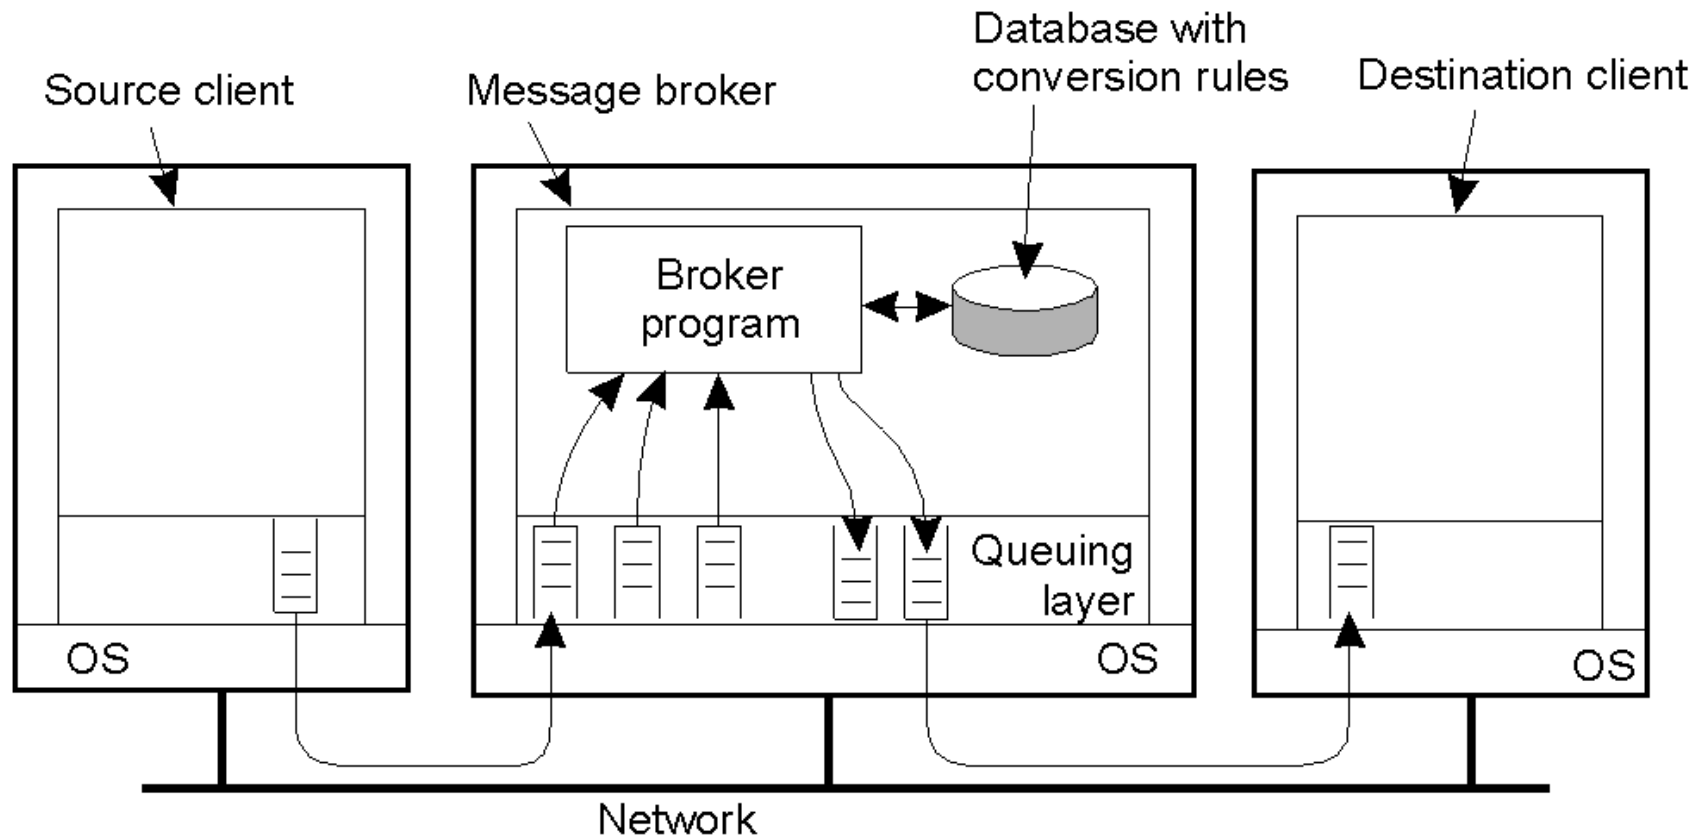 Database with
conversion rules
Source client
Message broker
Destination client
Broker
program
Queuing
layer
OS
OS
OS
Network